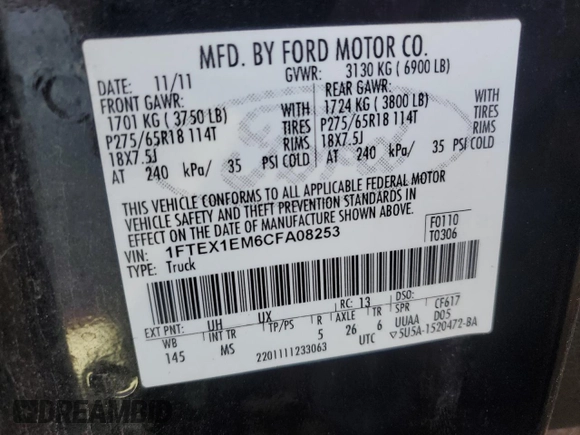 MFD. BY FORD MOTOR CO.
DATE: 11/11 GVWR: 3130 KG ( 6900 LB)
FRONT GAWR: REAR GAWR:
1701 KG ( 3750 LB) WITH 1724 KG ( 3800 LB) WITH
P275/65R18 114T TIRES P275/65R18 114T TIRES
18X7.5J RIMS 18X7.5J RIMS
AT 240 kPa/ 35 PSI COLD AT 240 kPa/ 35 PSI COLD
THIS VEHICLE CONFORMS TO ALL APPLICABLE FEDERAL MOTOR
VEHICLE SAFETY AND THEFT PREVENTION STANDARDS IN
EFFECT ON THE DATE OF MANUFACTURE SHOWN ABOVE.
VIN: 1FTEX1EM6CFA08253 F0110
TYPE: Truck T0306
EXT PNT: UH UX RC: 13 DSO:
WB INT TR TP/PS R AXLE TR SPR CF617
145 MS 5 26 6 UUAA D05
2201111233063 UTC ▽5U5A-1520472-BA
DREAMBID